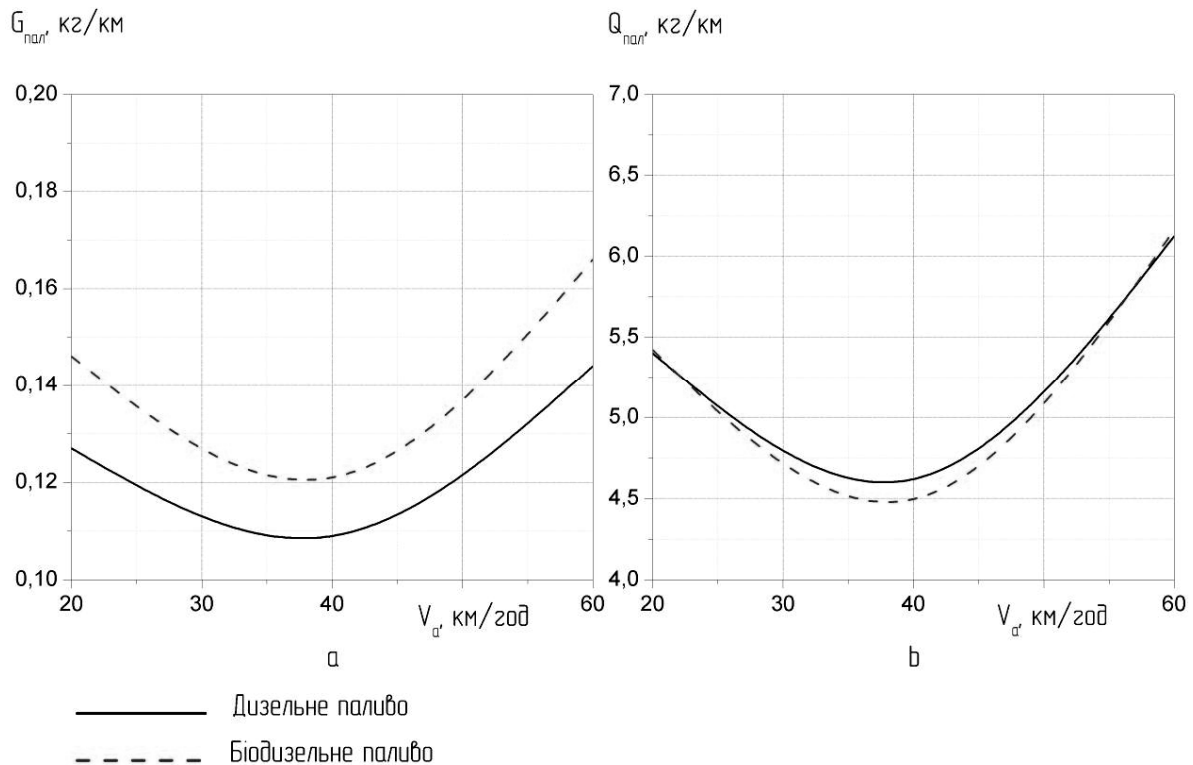 Gпал, кг/км
0,20
0,18
0,16
0,14
0,12
0,10
20
30
40
60
Va, км/год
a
Qпал, кг/км
7,0
6,5
6,0
5,5
5,0
4,5
4,0
20
30
40
60
Va, км/год
b
Дизельне паливо
Біодизельне паливо